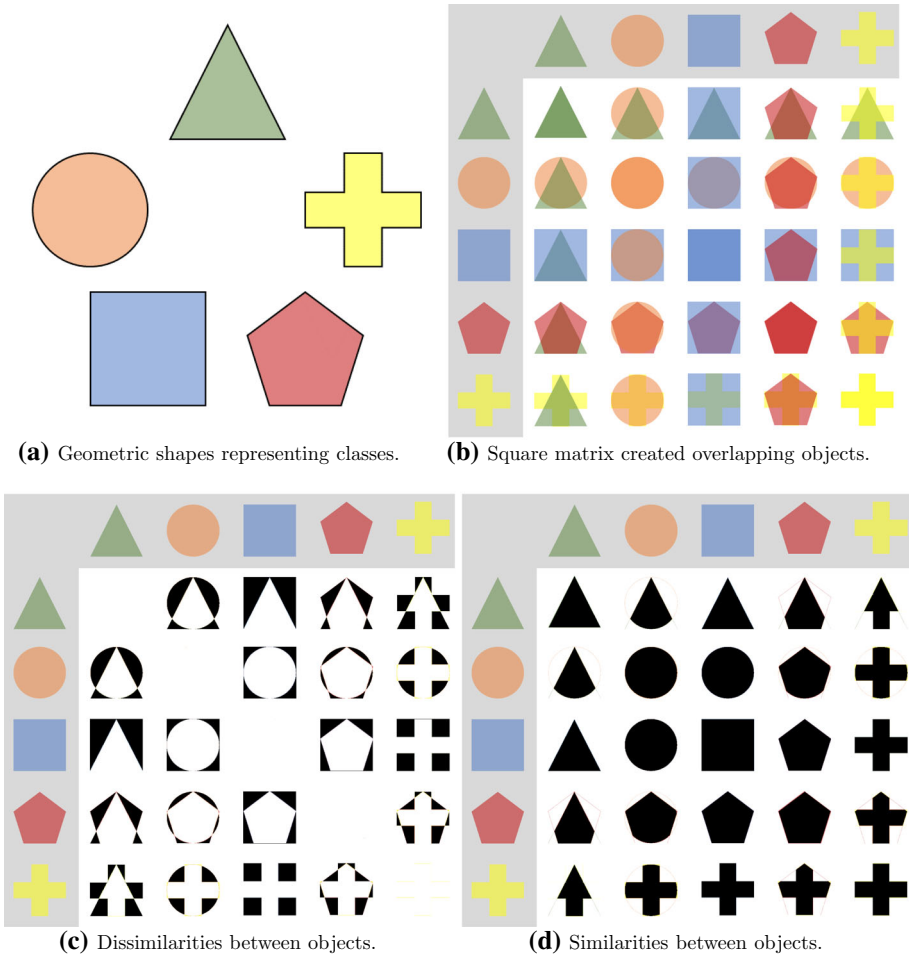 (a) Geometric shapes representing classes.
(b) Square matrix created overlapping objects.
(c) Dissimilarities between objects.
(d) Similarities between objects.